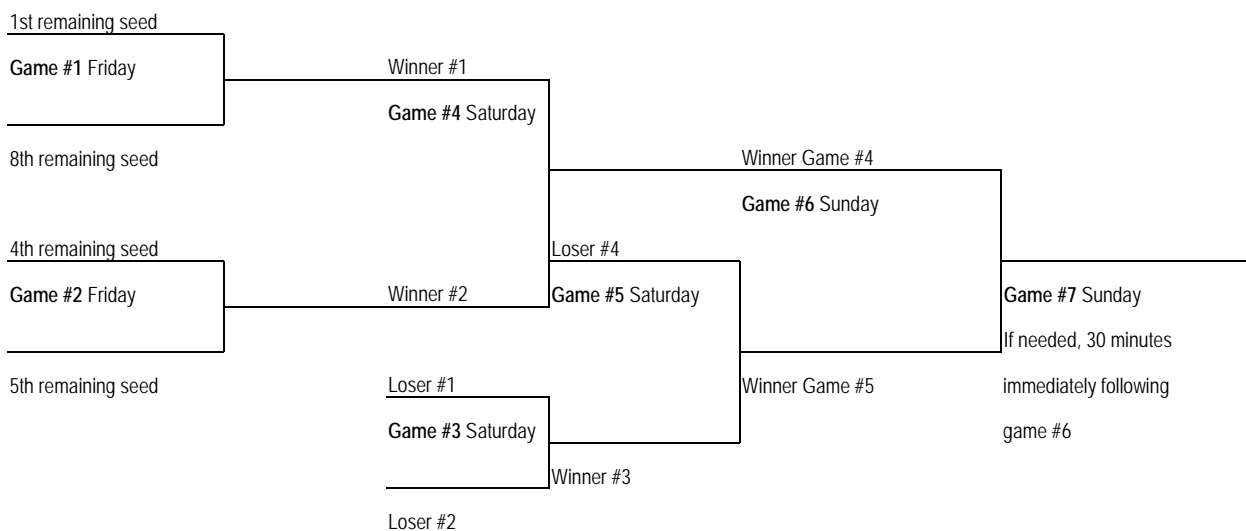 1st remaining seed
Game #1 Friday
Winner #1
Game #4 Saturday
8th remaining seed
Winner Game #4
Game #6 Sunday
4th remaining seed
Loser #4
Game #2 Friday
Winner #2
Game #5 Saturday
Game #7 Sunday
If needed, 30 minutes
5th remaining seed
Loser #1
Winner Game #5
immediately following
Game #3 Saturday
game #6
Winner #3
Loser #2